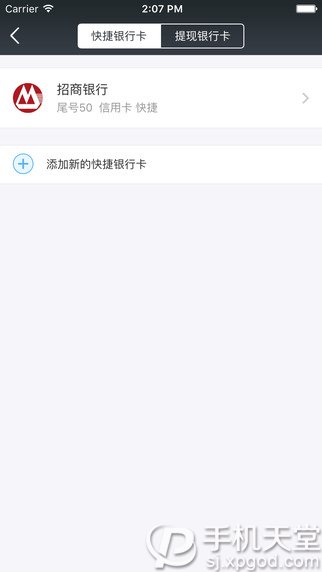 Carrier 2:07 PM
快捷银行卡 提现银行卡
招商银行
尾号50 信用卡 快捷
添加新的快捷银行卡
手机天堂
sj.xpgod.com